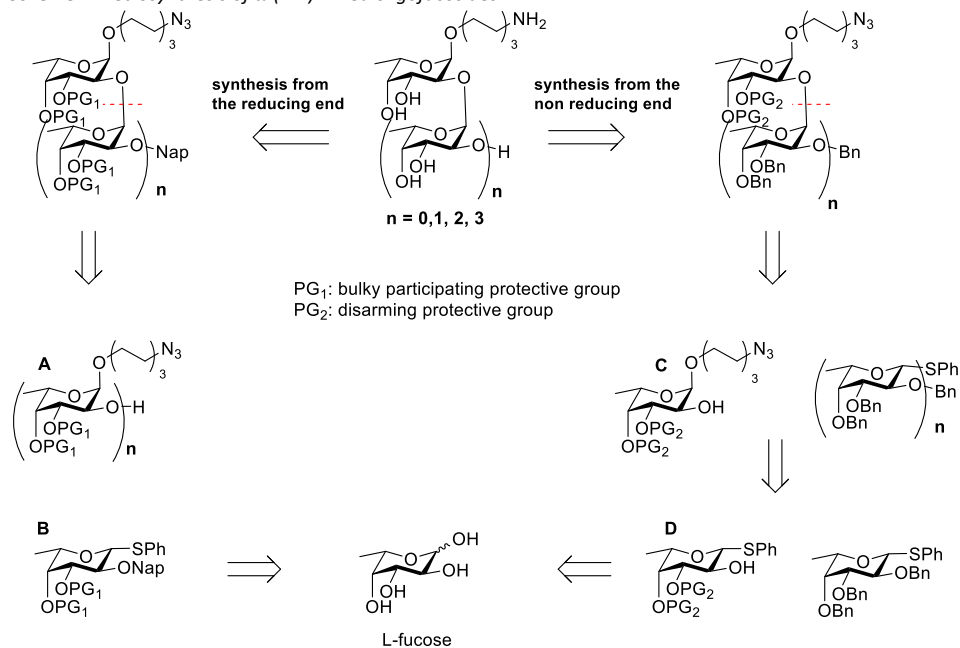 NH2
N3
N3
O
3
O
3
O
3
O
O
O
O
O
O
synthesis from
the reducing end
synthesis from the
non reducing end
OPG1
OPG1
OH
OH
OPG2
OPG2
O
O
Nap
O
O
H
O
O
Bn
OPG1
OPG1
OH
OH
OBn
OBn
n
n
n
n = 0,1, 2, 3
PG1: bulky participating protective group
PG2: disarming protective group
A
O
N3
3
O
O
H
OPG1
OPG1
n
C
O
N3
3
O
OH
OPG2
OPG2
O
SPh
OBn
OBn
OBn
n
B
O
SPh
ONap
OPG1
OPG1
O
OH
OH
OH
OH
L-fucose
D
O
SPh
OH
OPG2
OPG2
O
SPh
OBn
OBn
OBn